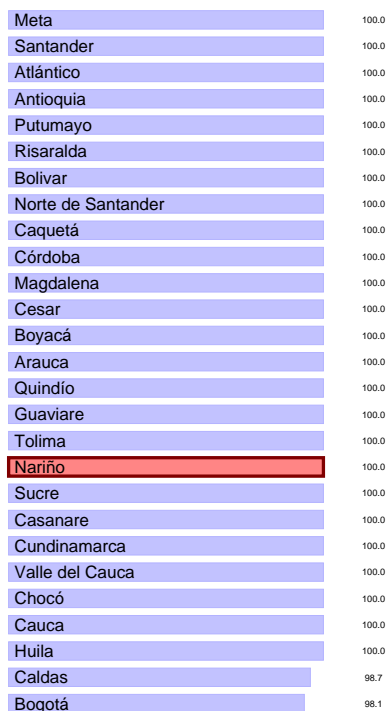 Meta 100.0
Santander 100.0
Atlántico 100.0
Antioquia 100.0
Putumayo 100.0
Risaralda 100.0
Bolivar 100.0
Norte de Santander 100.0
Caquetá 100.0
Córdoba 100.0
Magdalena 100.0
Cesar 100.0
Boyacá 100.0
Arauca 100.0
Quindío 100.0
Guaviare 100.0
Tolima 100.0
Nariño 100.0
Sucre 100.0
Casanare 100.0
Cundinamarca 100.0
Valle del Cauca 100.0
Chocó 100.0
Cauca 100.0
Huila 100.0
Caldas 98.7
Bogotá 98.1